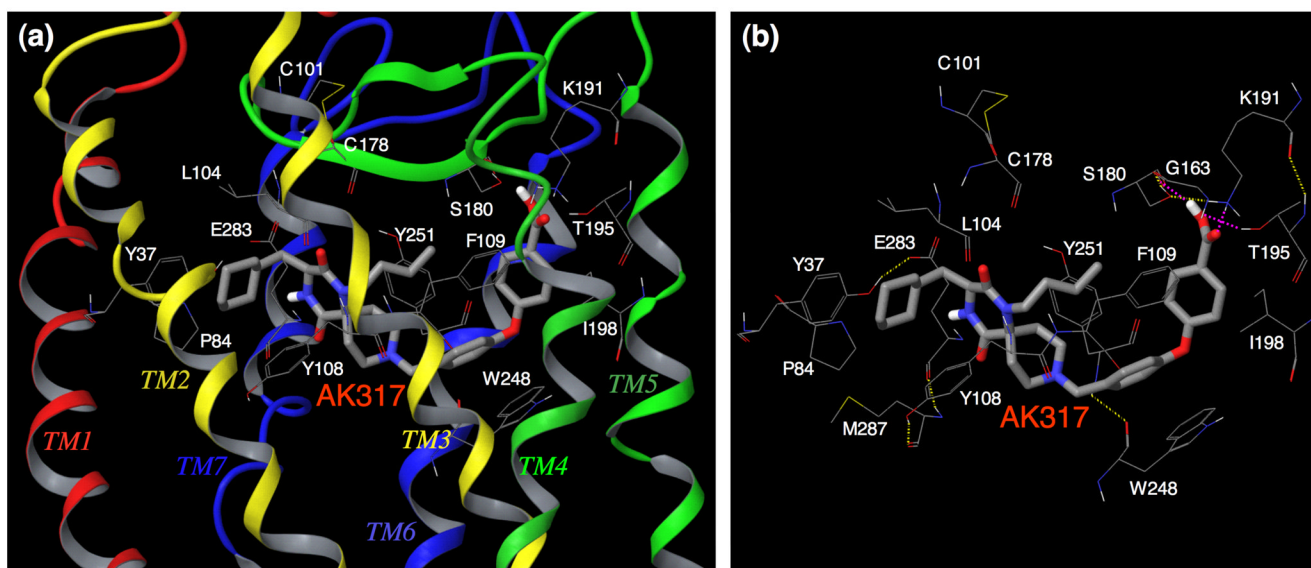 (a)
C101
K191
C178
L104
S180
T195
E283
Y251
F109
Y37
I198
P84
Y108
W248
TM2
AK317
TM5
TM1
TM3
TM7
TM4
TM6
(b)
C101
K191
C178
G163
S180
L104
T195
E283
Y251
F109
Y37
I198
P84
Y108
M287
AK317
W248